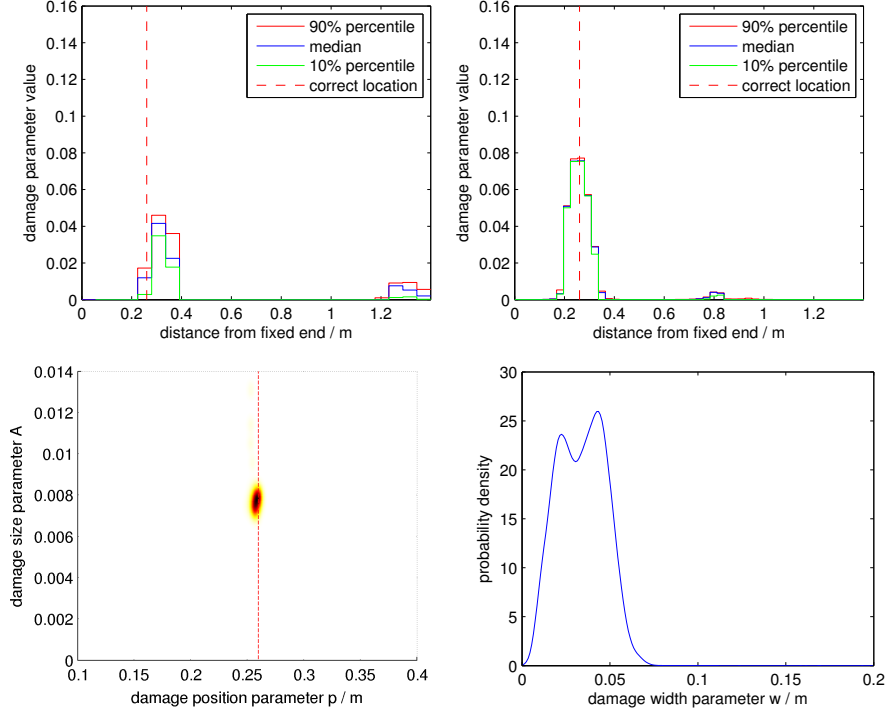 0.16
0.14
0.12
0.1
0.08
0.06
0.04
0.02
0
damage parameter value
90% percentile
median
10% percentile
correct location
0 0.2 0.4 0.6 0.8 1 1.2
distance from fixed end / m
0.16
0.14
0.12
0.1
0.08
0.06
0.04
0.02
0
damage parameter value
90% percentile
median
10% percentile
correct location
0 0.2 0.4 0.6 0.8 1 1.2
distance from fixed end / m
0.014
0.012
0.01
0.008
0.006
0.004
0.002
0
damage size parameter A
0.1 0.15 0.2 0.25 0.3 0.35 0.4
damage position parameter p / m
30
25
20
15
10
5
0
probability density
0 0.05 0.1 0.15 0.2
damage width parameter w / m